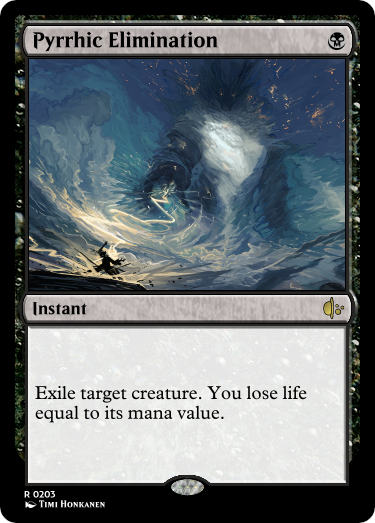 Pyrrhic Elimination
Instant
Exile target creature. You lose life
equal to its mana value.
R 0203
Timi Honkanen